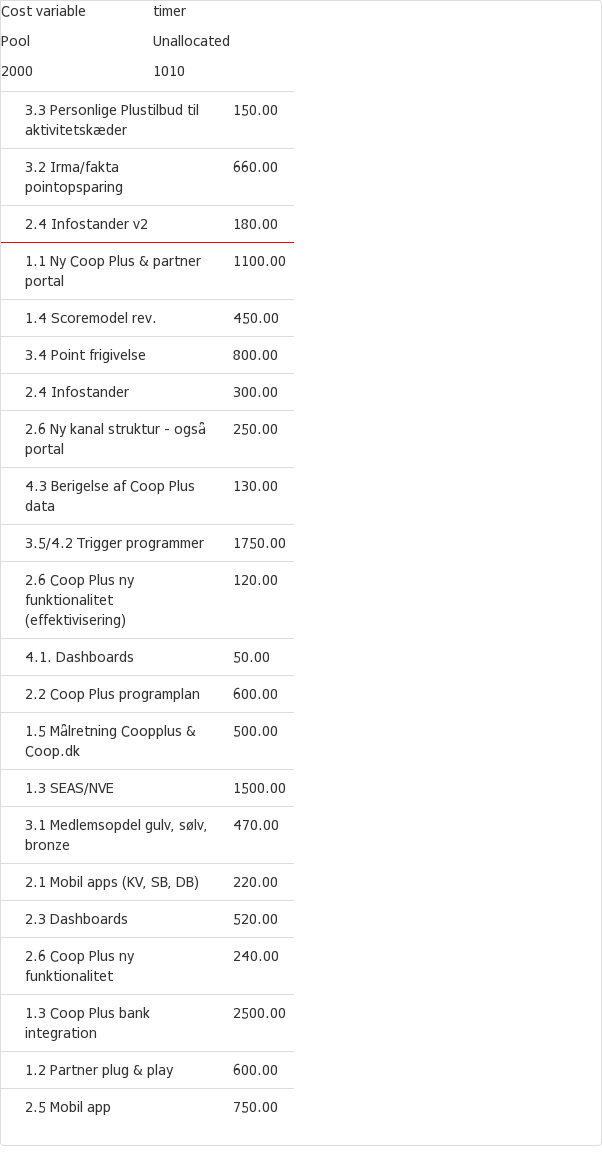 Cost variable timer
Pool Unallocated
2000 1010
3.3 Personlige Plustilbud til 150.00
aktivitetskæder
3.2 Irma/fakta 660.00
pointopsparing
2.4 Infostander v2 180.00
1.1 Ny Coop Plus & partner 1100.00
portal
1.4 Scoremodel rev. 450.00
3.4 Point frigivelse 800.00
2.4 Infostander 300.00
2.6 Ny kanal struktur - også 250.00
portal
4.3 Berigelse af Coop Plus 130.00
data
3.5/4.2 Trigger programmer 1750.00
2.6 Coop Plus ny 120.00
funktionalitet
(effektivisering)
4.1. Dashboards 50.00
2.2 Coop Plus programplan 600.00
1.5 Målretning Coopplus & 500.00
Coop.dk
1.3 SEAS/NVE 1500.00
3.1 Medlemsopdel gulv, sølv, 470.00
bronze
2.1 Mobil apps (KV, SB, DB) 220.00
2.3 Dashboards 520.00
2.6 Coop Plus ny 240.00
funktionalitet
1.3 Coop Plus bank 2500.00
integration
1.2 Partner plug & play 600.00
2.5 Mobil app 750.00